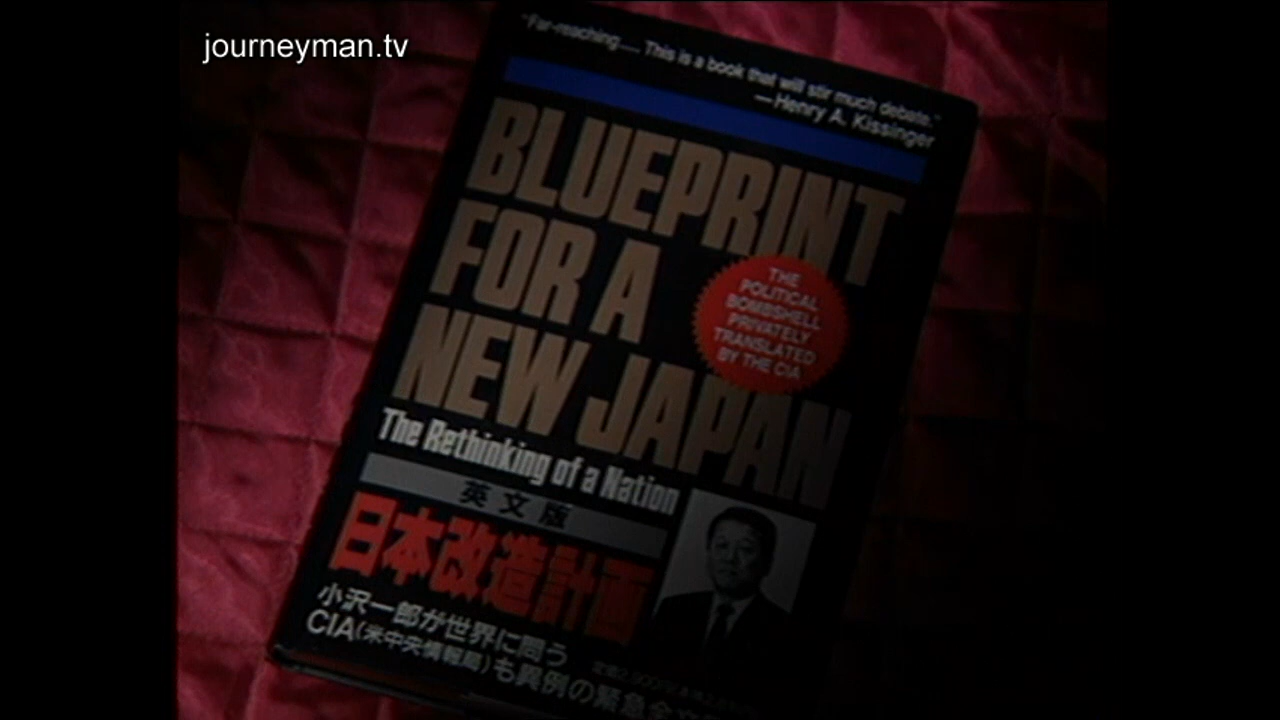 journeyman.tv
"Far-reaching.... This is a book that will stir much debate."
—Henry A. Kissinger
BLUEPRINT
FOR A
NEW JAPAN
THE
POLITICAL
BOMBSHELL
PRIVATELY
TRANSLATED
BY THE CIA
The Rethinking of a Nation
英文版
日本改造計画
小沢一郎が世界に問う
CIA(米中央情報局)も異例の緊急全文